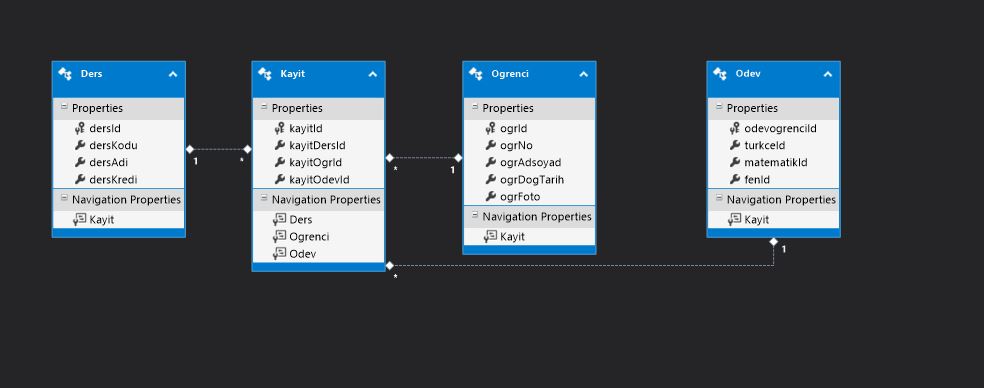 Ders
Properties
dersId
dersKodu
dersAdi
dersKredi
Navigation Properties
Kayit
1
*
Kayit
Properties
kayitId
kayitDersId
kayitOgrId
kayitOdevId
Navigation Properties
Ders
Ogrenci
Odev
*
1
*
Ogrenci
Properties
ogrId
ogrNo
ogrAdsoyad
ogrDogTarih
ogrFoto
Navigation Properties
Kayit
Odev
Properties
odevogrenciId
turkceId
matematikId
fenId
Navigation Properties
Kayit
1